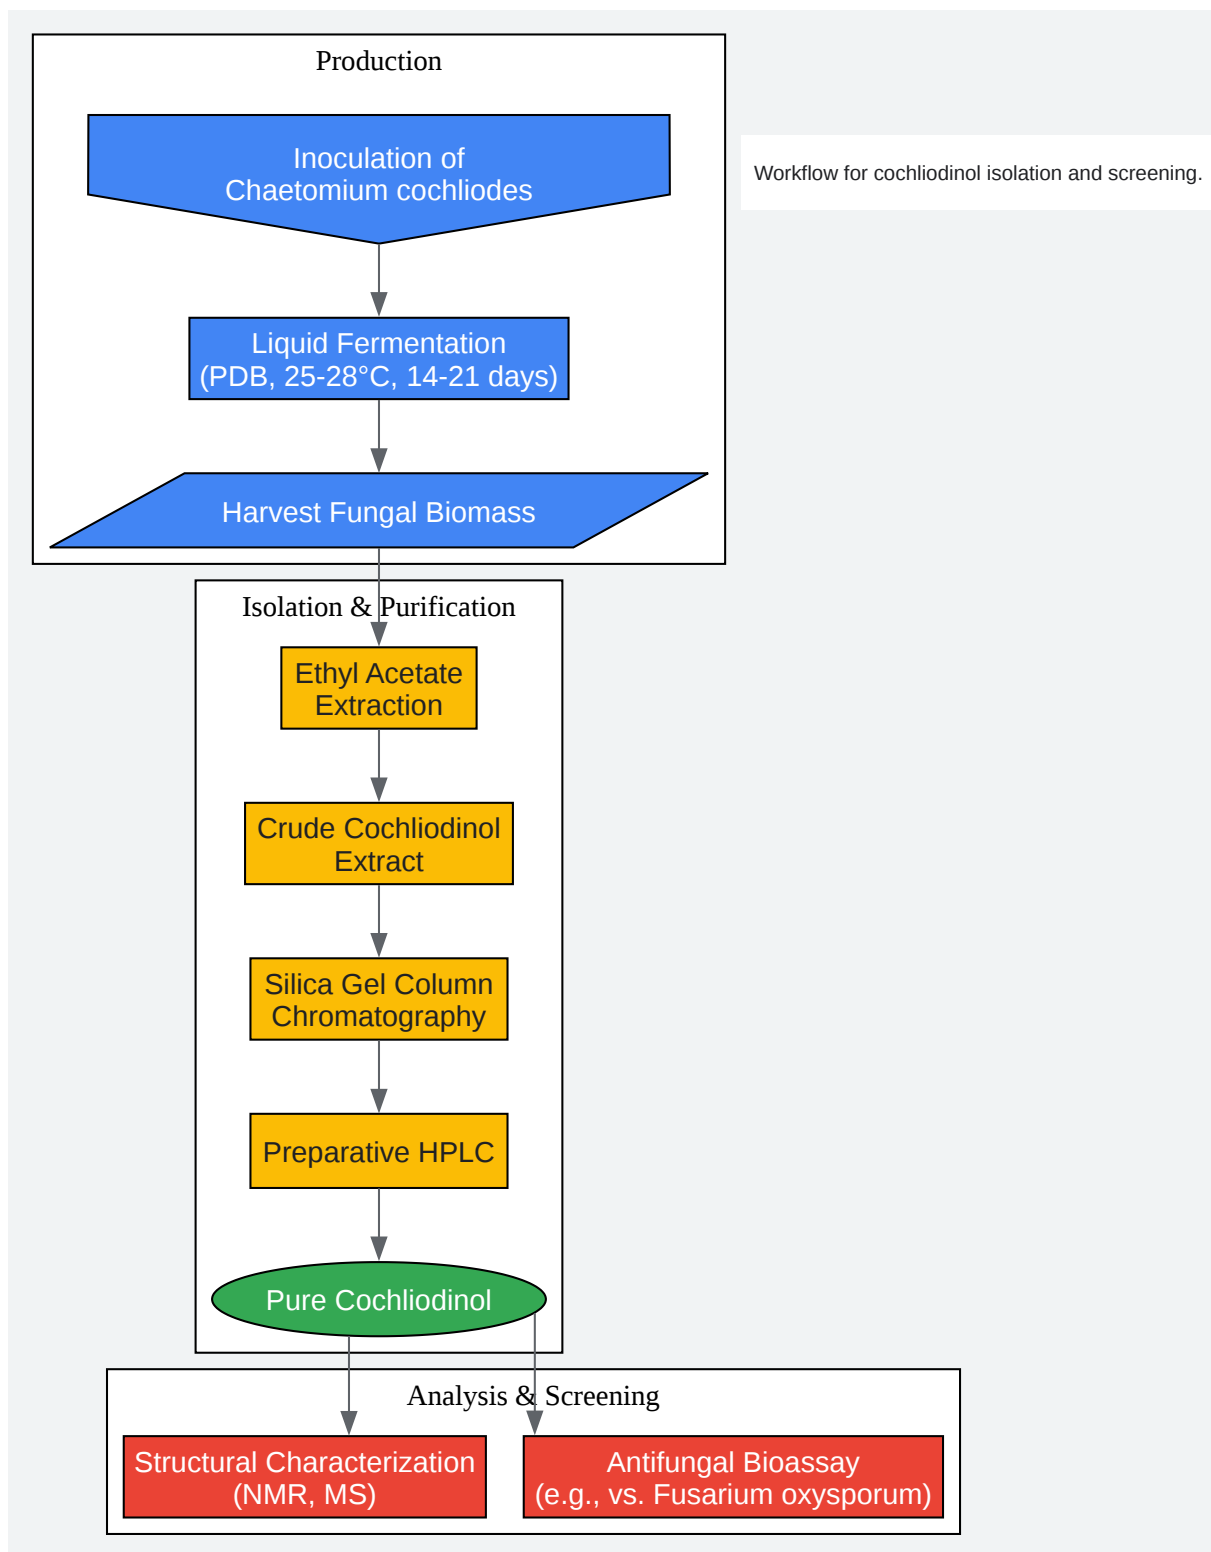 Production
Inoculation of
Chaetomium cochliodes
Workflow for cochliodinol isolation and screening.
Liquid Fermentation
(PDB, 25-28°C, 14-21 days)
Harvest Fungal Biomass
Isolation & Purification
Ethyl Acetate
Extraction
Crude Cochliodinol
Extract
Silica Gel Column
Chromatography
Preparative HPLC
Pure Cochliodinol
Analysis & Screening
Structural Characterization
(NMR, MS)
Antifungal Bioassay
(e.g., vs. Fusarium oxysporum)